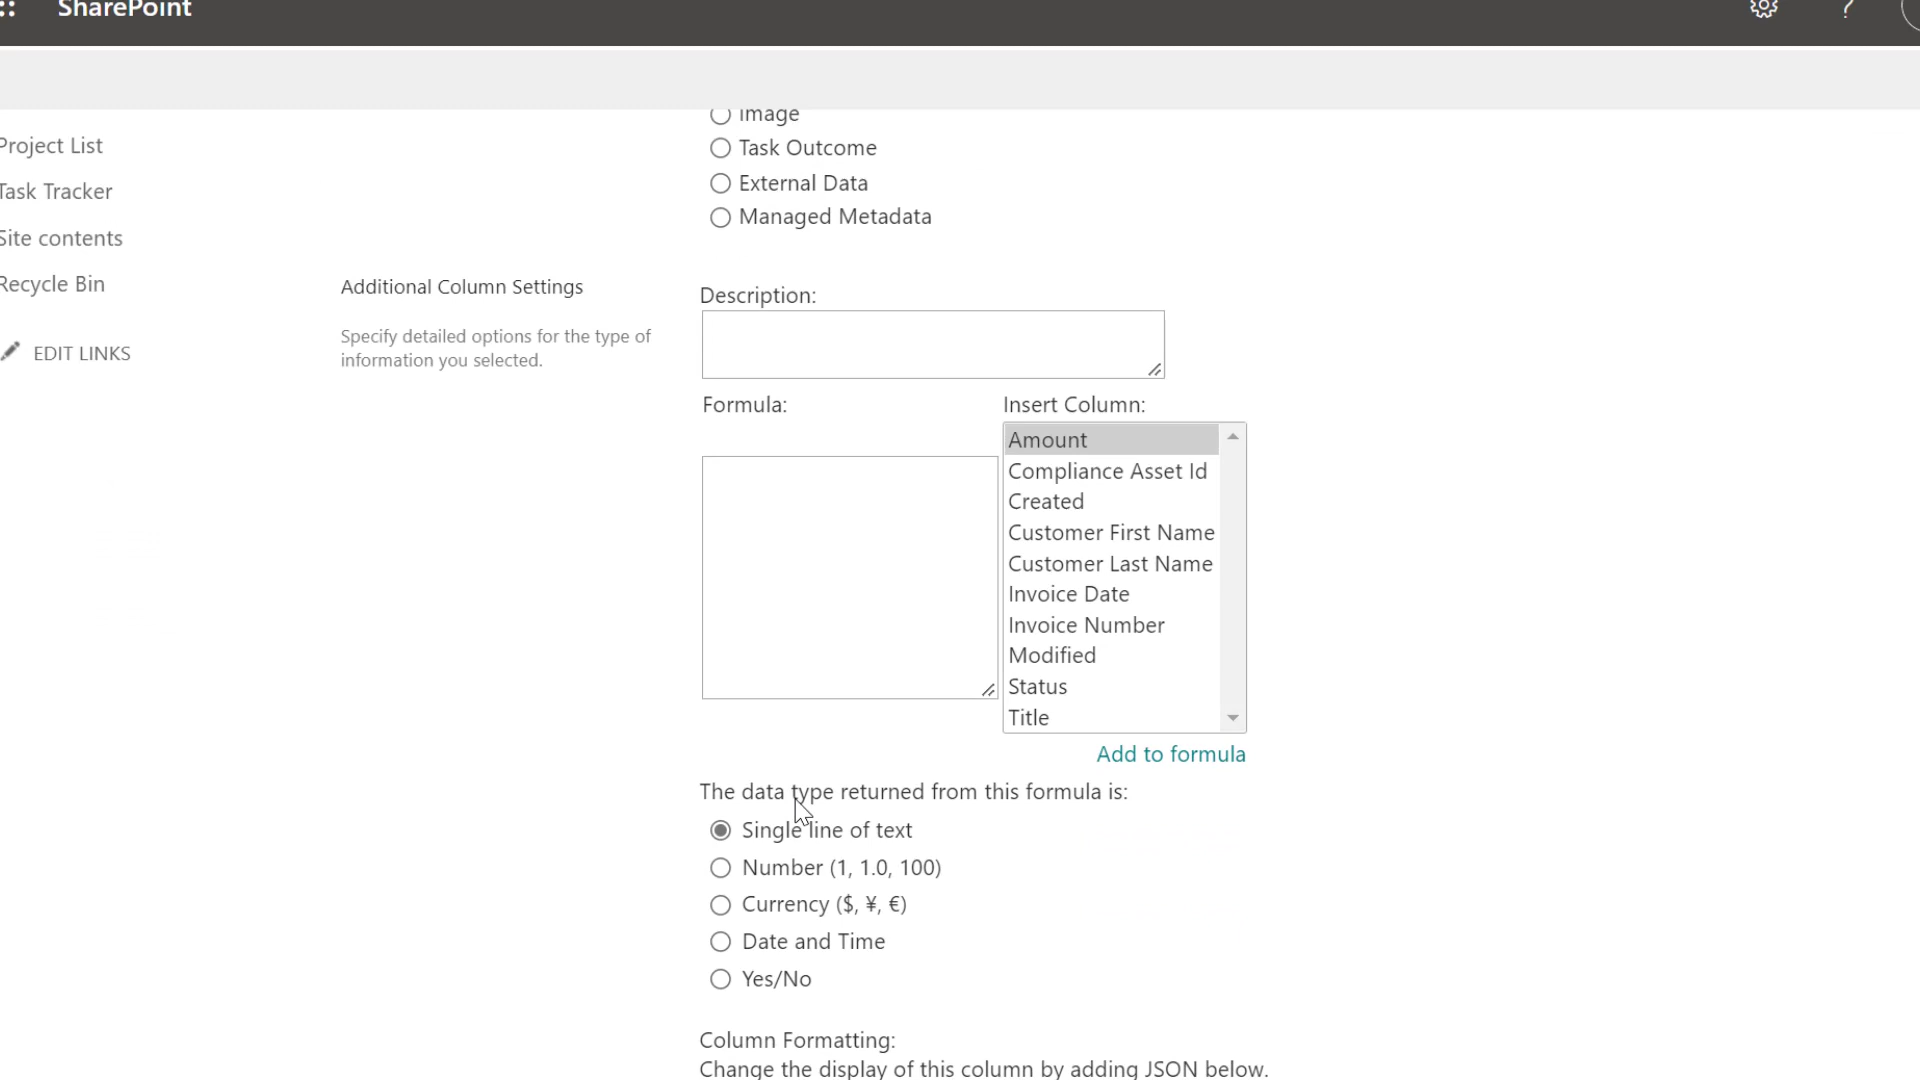 SharePoint
?
Image
Task Outcome
External Data
Managed Metadata
Project List
Task Tracker
Site contents
Recycle Bin
EDIT LINKS
Additional Column Settings
Specify detailed options for the type of
information you selected.
Description:
Formula:
Insert Column:
Amount
Compliance Asset Id
Created
Customer First Name
Customer Last Name
Invoice Date
Invoice Number
Modified
Status
Title
Add to formula
The data type returned from this formula is:
Single line of text
Number (1, 1.0, 100)
Currency ($, ¥, €)
Date and Time
Yes/No
Column Formatting:
Change the display of this column by adding JSON below.